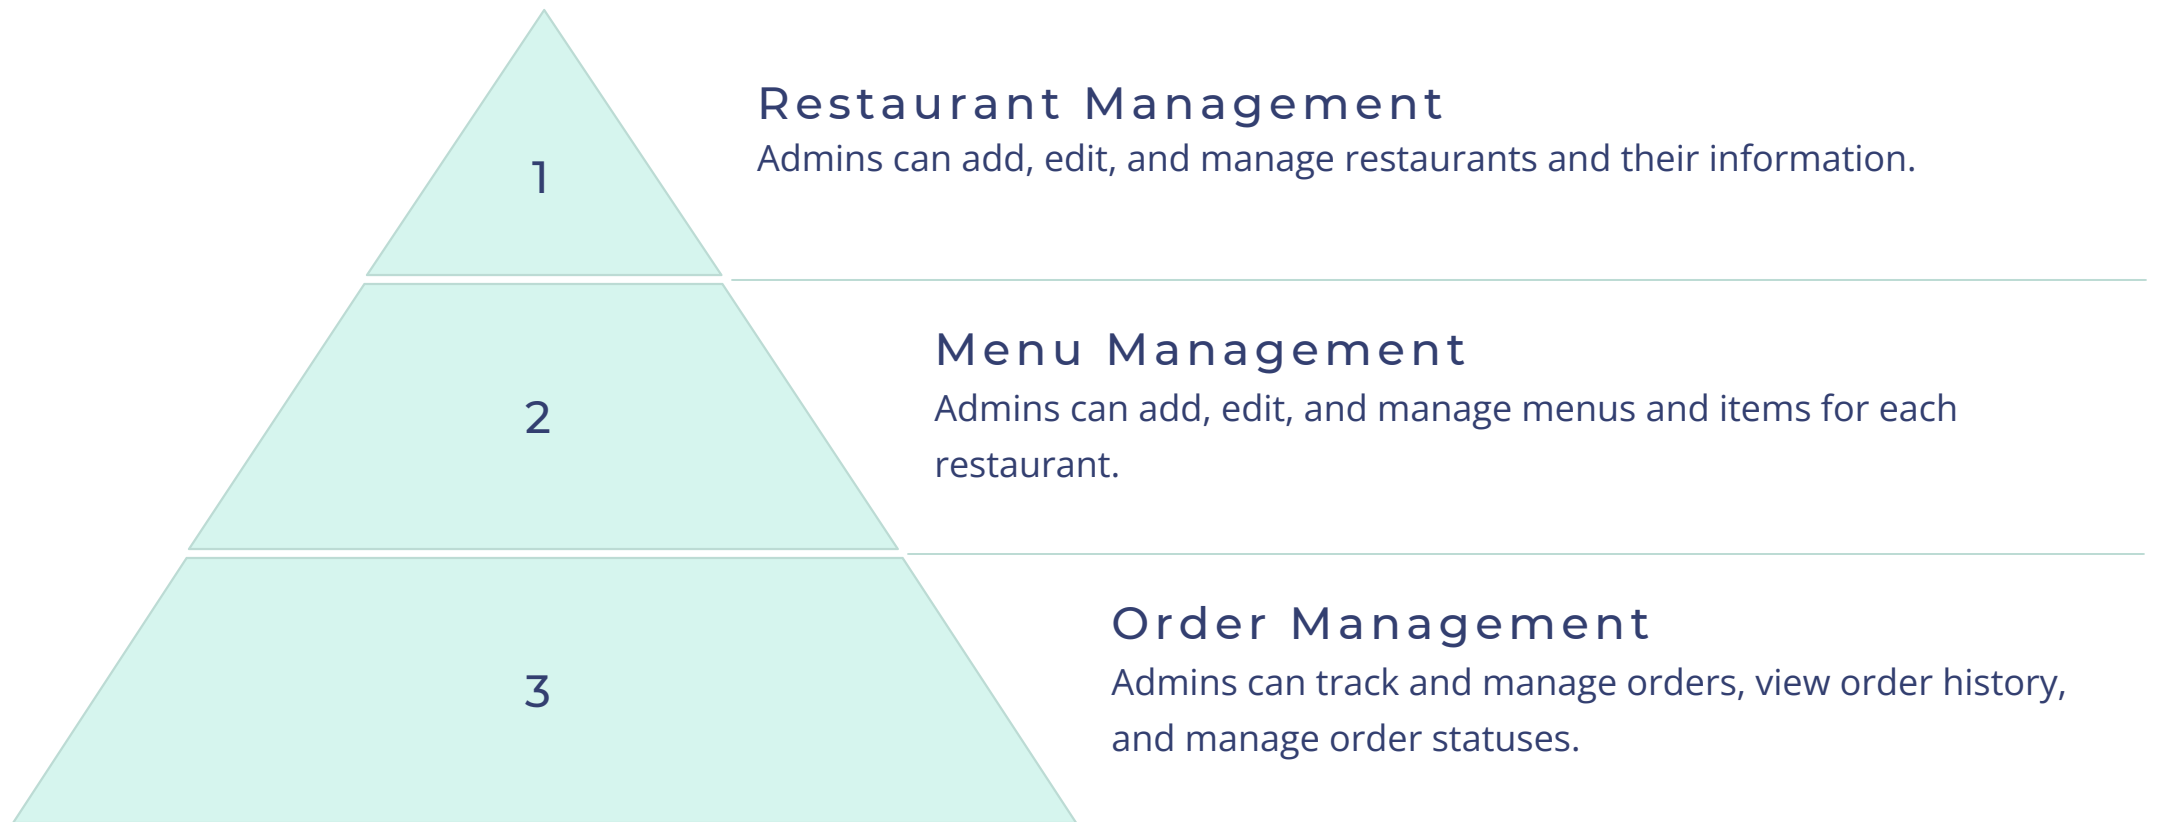 1
Restaurant Management
Admins can add, edit, and manage restaurants and their information.
2
Menu Management
Admins can add, edit, and manage menus and items for each
restaurant.
3
Order Management
Admins can track and manage orders, view order history,
and manage order statuses.